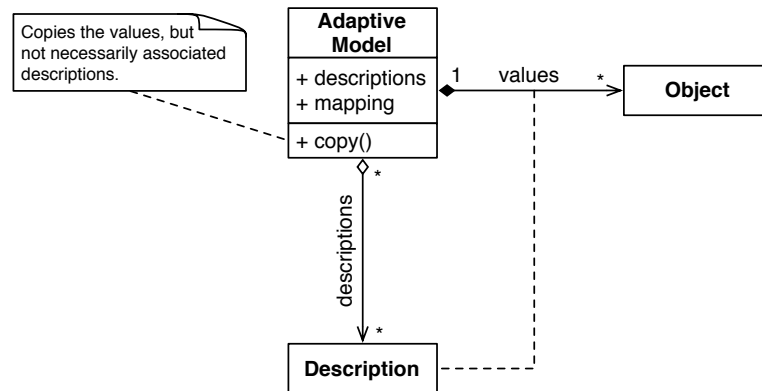 Copies the values, but
not necessarily associated
descriptions.
Adaptive
Model
+ descriptions
+ mapping
+ copy()
1
values
*
Object
*
descriptions
*
Description